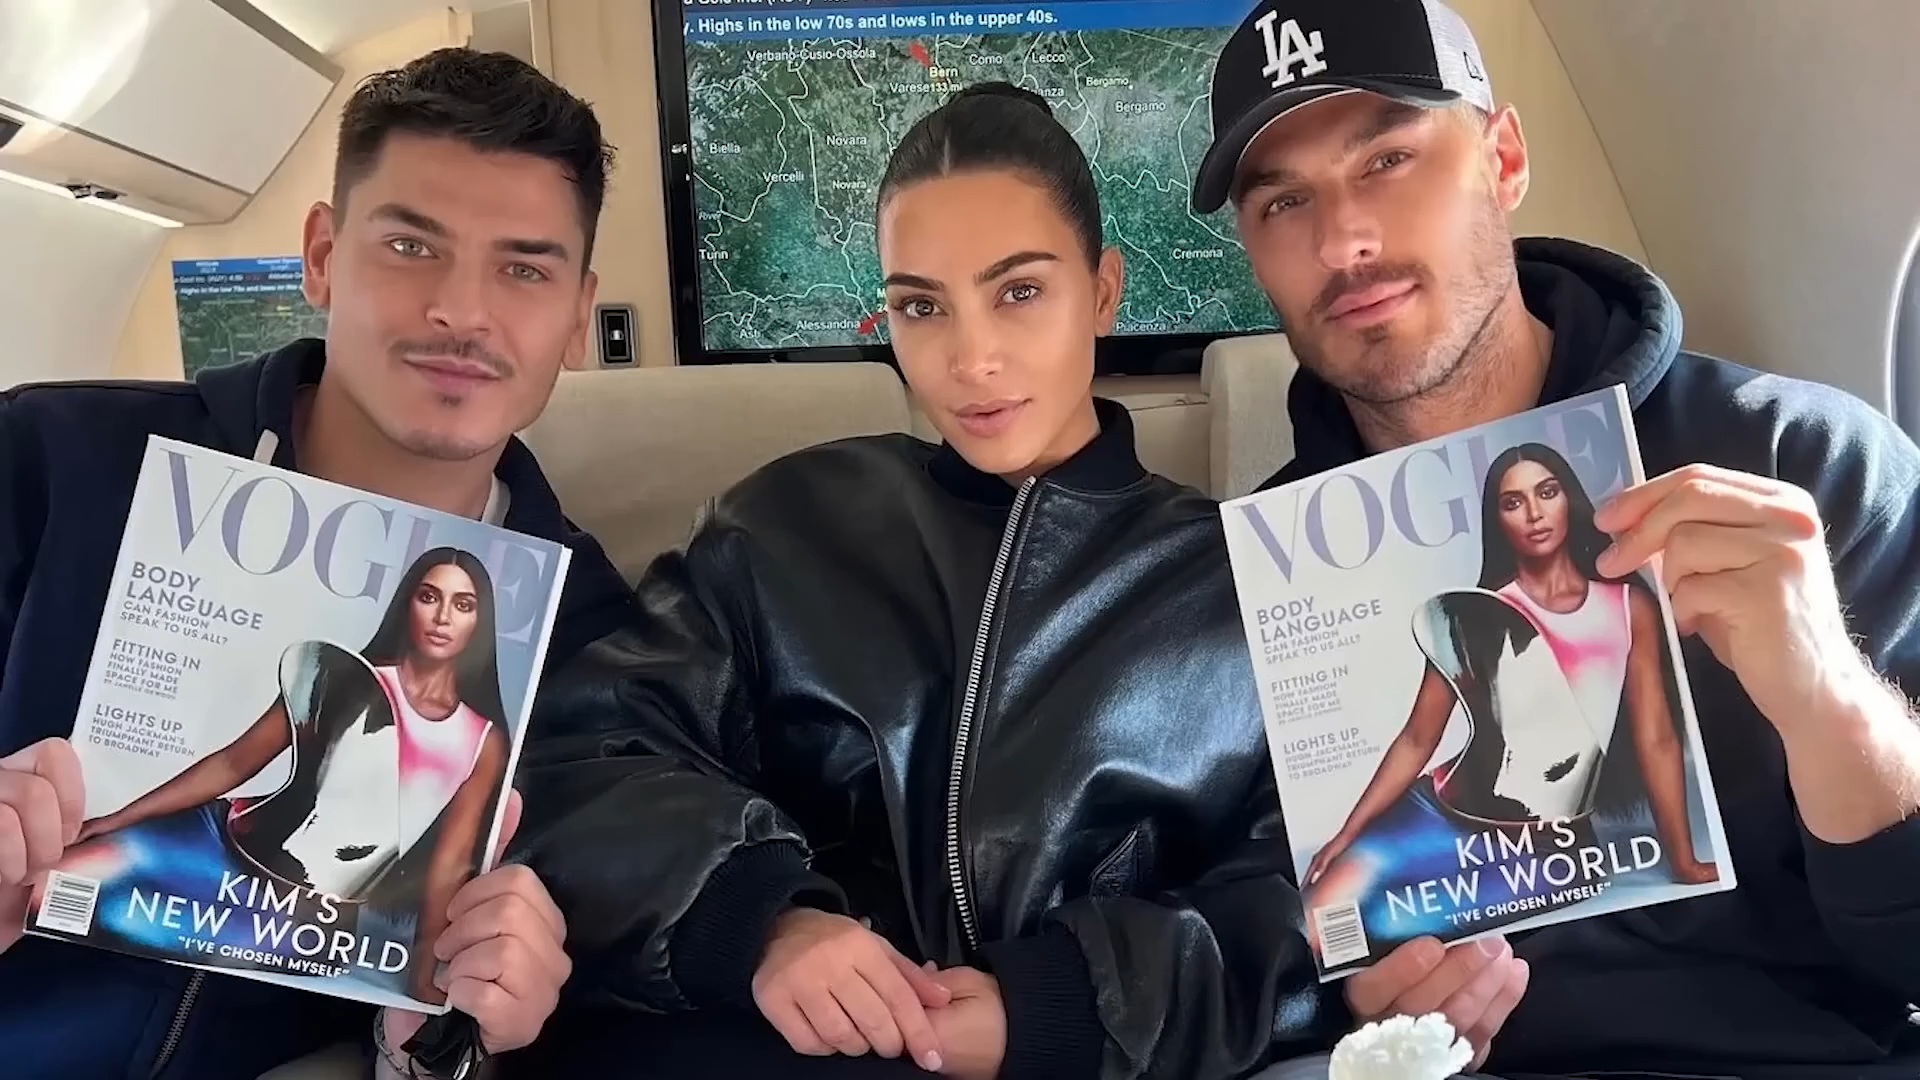 y. Highs in the low 70s and lows in the upper 40s.
Verbano-Cusio-Ossola
Como
Lecco
Bern
Varese 133 mi
Bergamo
Bergamo
Biella
Novara
Vercelli
Novara
River
Turin
Cremona
Asti
Alessandria
Piacenza
LA
VOGUE
BODY
LANGUAGE
CAN FASHION
SPEAK TO US ALL?
FITTING IN
HOW FASHION
FINALLY MADE
SPACE FOR ME
LIGHTS UP
HUGH JACKMAN'S
TRIUMPHANT RETURN
TO BROADWAY
KIM'S
NEW WORLD
"I'VE CHOSEN MYSELF"
VOGUE
BODY
LANGUAGE
CAN FASHION
SPEAK TO US ALL?
FITTING IN
HOW FASHION
FINALLY MADE
SPACE FOR ME
LIGHTS UP
HUGH JACKMAN'S
TRIUMPHANT RETURN
TO BROADWAY
KIM'S
NEW WORLD
"I'VE CHOSEN MYSELF"